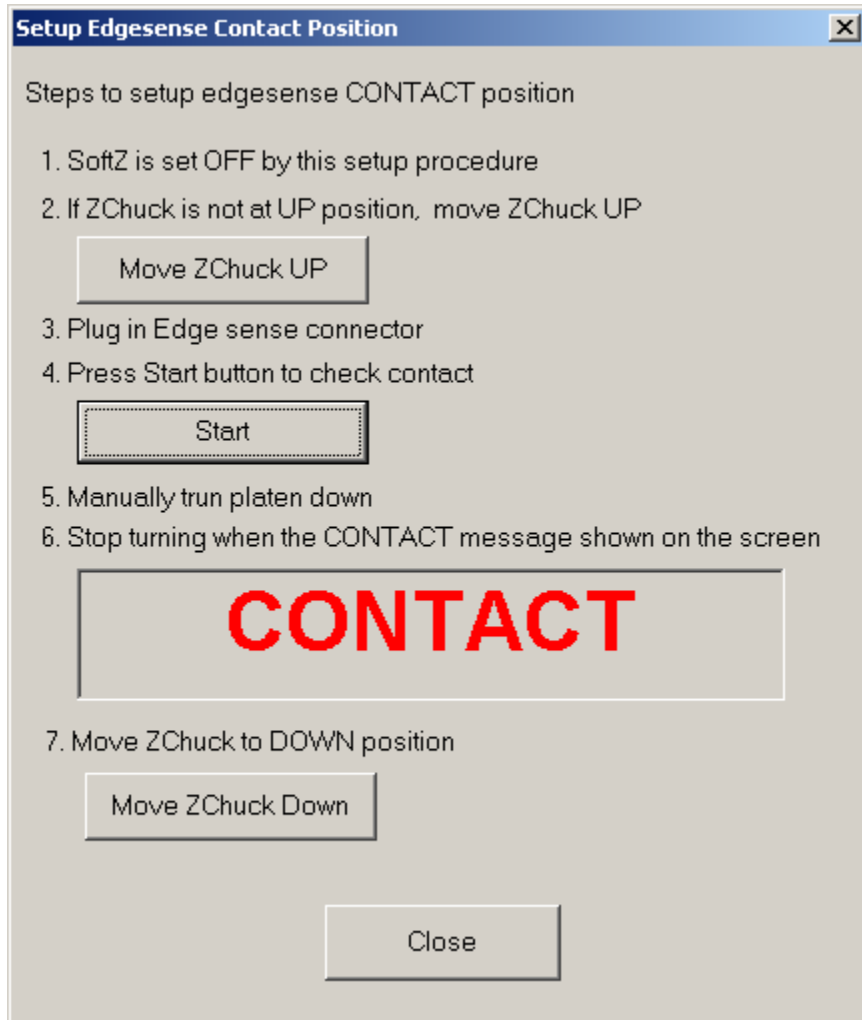 Setup Edgesense Contact Position
Steps to setup edgesense CONTACT position
1. SoftZ is set OFF by this setup procedure
2. If ZChuck is not at UP position, move ZChuck UP
Move ZChuck UP
3. Plug in Edge sense connector
4. Press Start button to check contact
Start
5. Manually trun platen down
6. Stop turning when the CONTACT message shown on the screen
CONTACT
7. Move ZChuck to DOWN position
Move ZChuck Down
Close